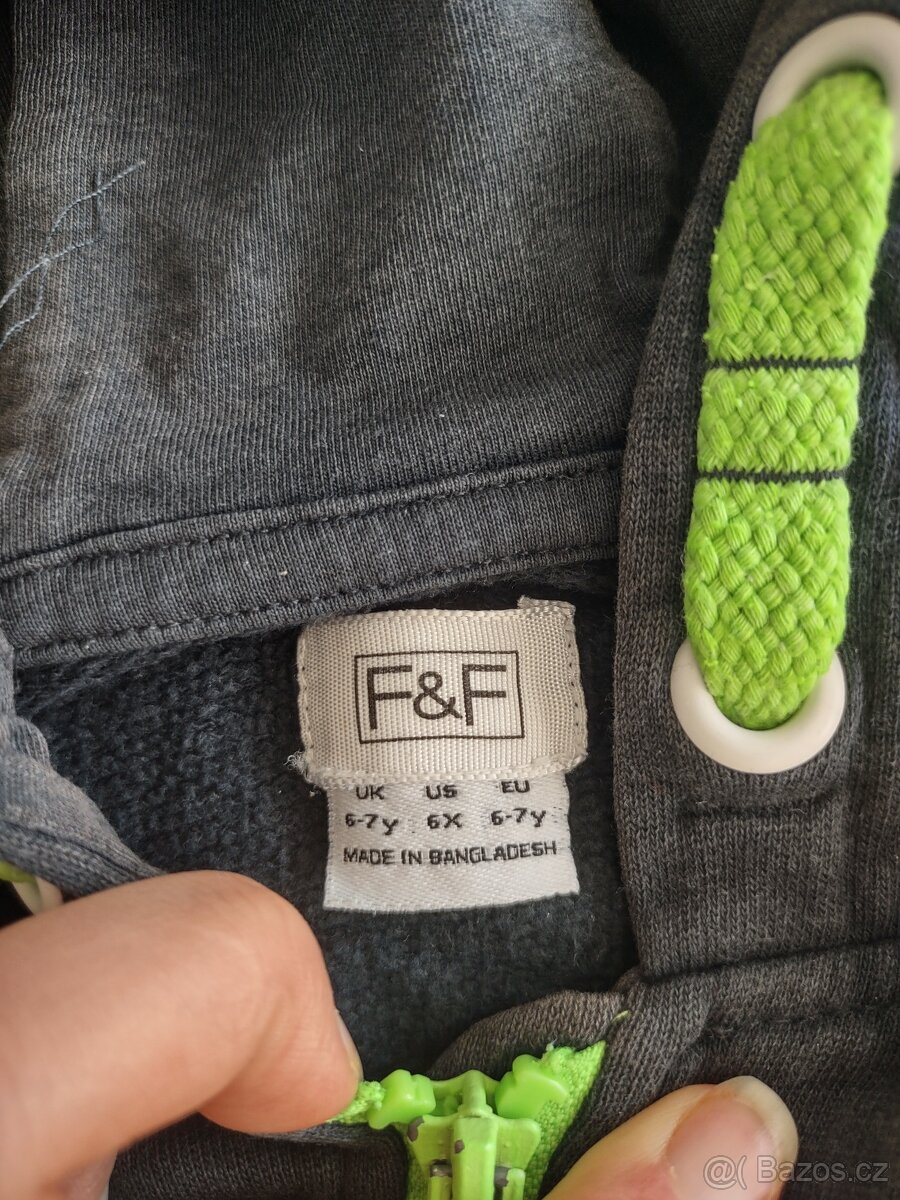 F&F
UK US EU
6-7y 6X 6-7y
MADE IN BANGLADESH
@( Bazos.cz